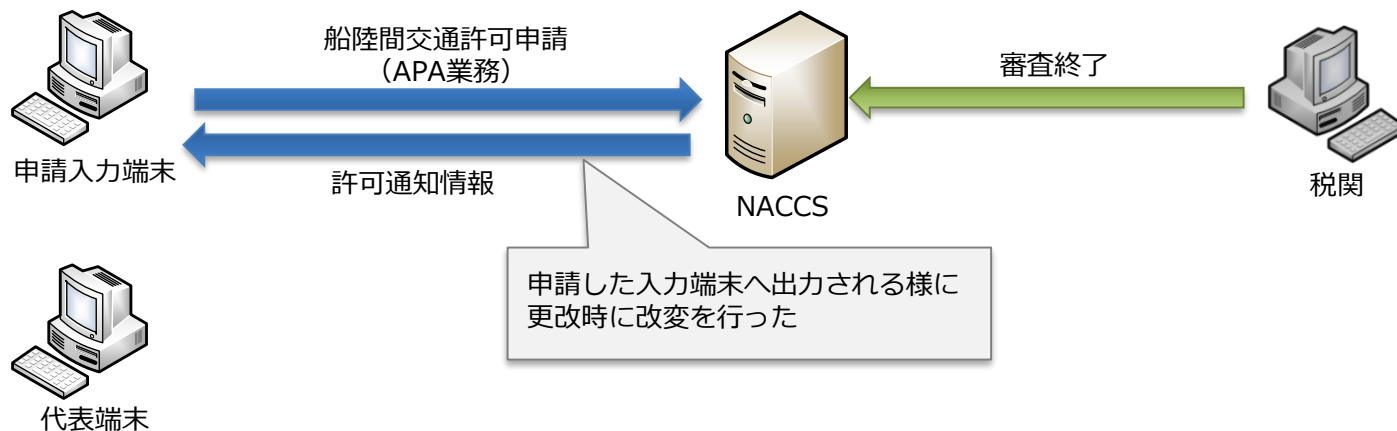 船陸間交通許可申請
（APA業務）
審査終了
申請入力端末
許可通知情報
NACCS
税関
申請した入力端末へ出力される様に
更改時に改変を行った
代表端末